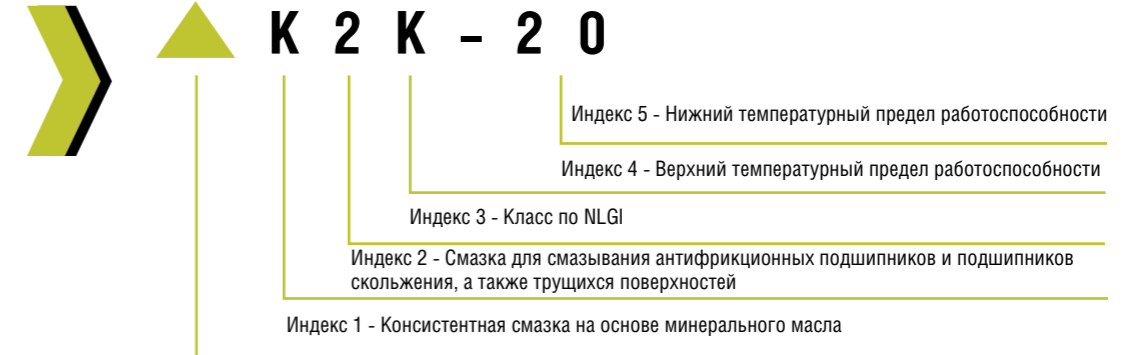 K 2 K - 2 0
Индекс 5 - Нижний температурный предел работоспособности
Индекс 4 - Верхний температурный предел работоспособности
Индекс 3 - Класс по NLGI
Индекс 2 - Смазка для смазывания антифрикционных подшипников и подшипников
скольжения, а также трущихся поверхностей
Индекс 1 - Консистентная смазка на основе минерального масла